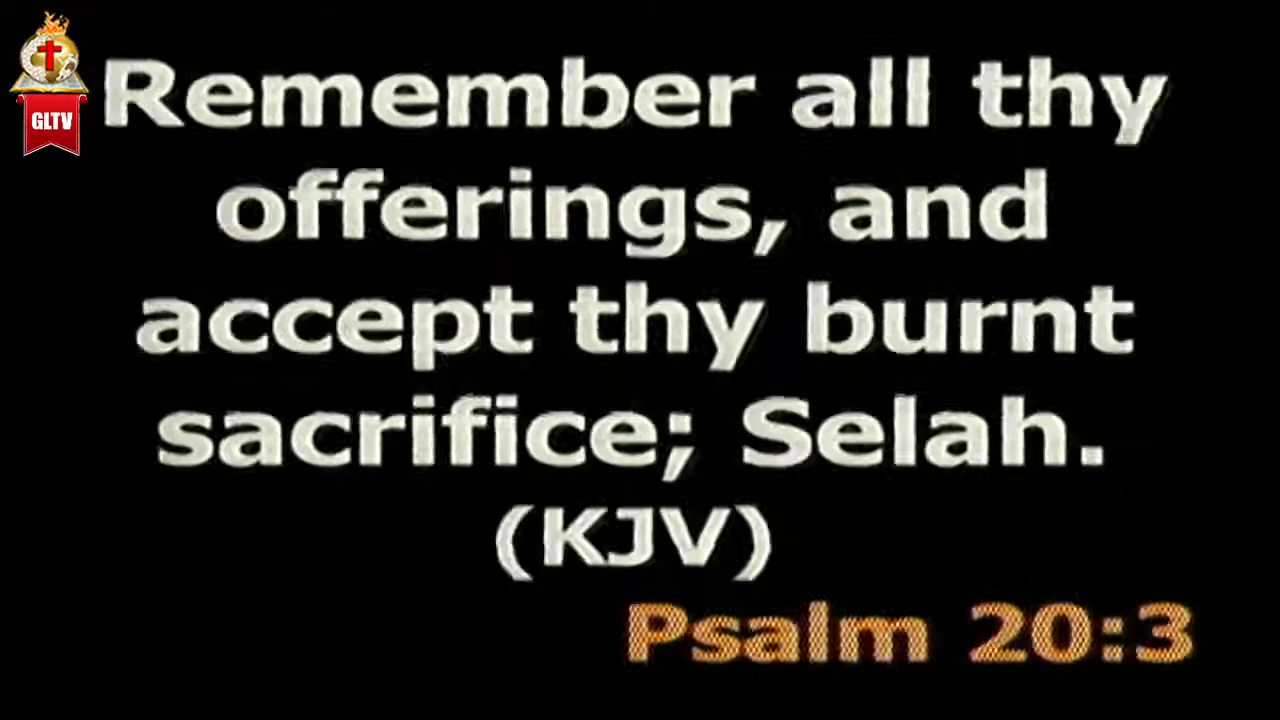 GLTV
Remember all thy
offerings, and
accept thy burnt
sacrifice; Selah.
(KJV)
Psalm 20:3